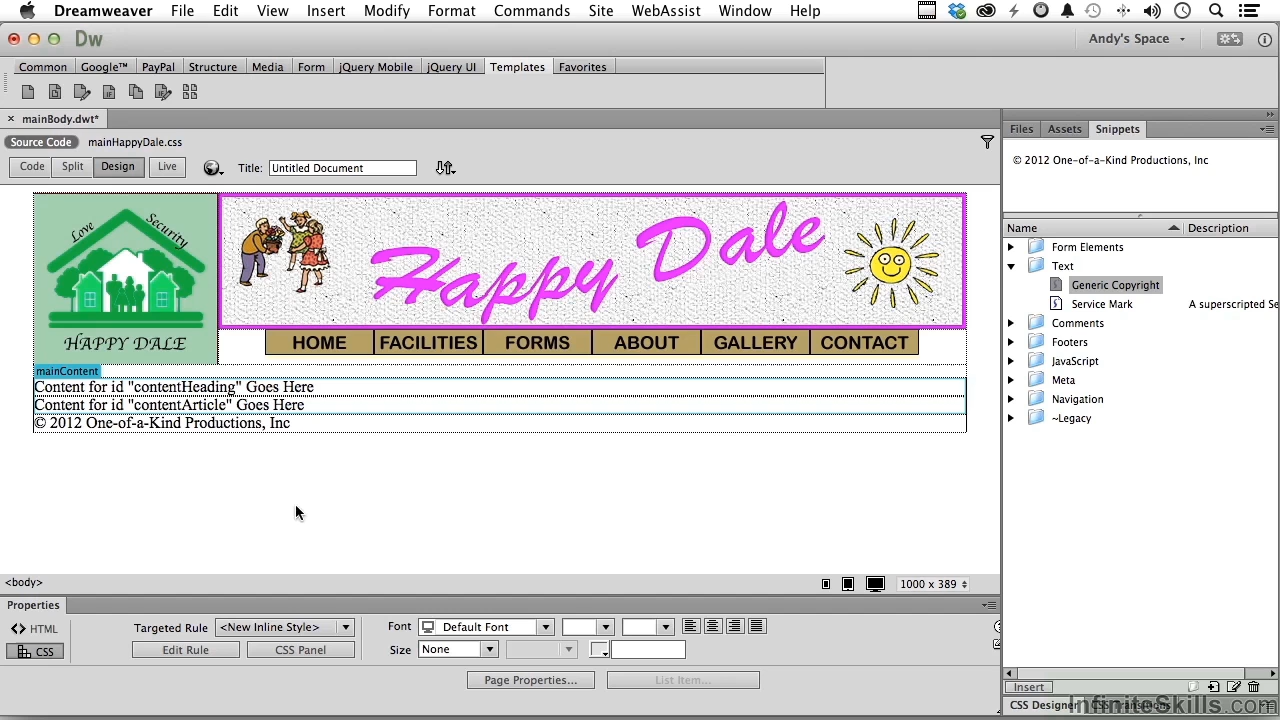 Dreamweaver File Edit View Insert Modify Format Commands Site WebAssist Window Help
Dw Andy's Space
Common Google™ PayPal Structure Media Form jQuery Mobile jQuery UI Templates Favorites
× mainBody.dwt*
Source Code mainHappyDale.css
Code Split Design Live Title: Untitled Document
Files Assets Snippets
© 2012 One-of-a-Kind Productions, Inc
Name Description
Form Elements
Text
Generic Copyright
Service Mark A superscripted Se
Comments
Footers
JavaScript
Meta
Navigation
~Legacy
Love Security
HAPPY DALE
Happy Dale
HOME FACILITIES FORMS ABOUT GALLERY CONTACT
mainContent
Content for id "contentHeading" Goes Here
Content for id "contentArticle" Goes Here
© 2012 One-of-a-Kind Productions, Inc
<body> 1000 x 389
Properties
HTML Targeted Rule <New Inline Style> Font Default Font
CSS Edit Rule CSS Panel Size None
Page Properties... List Item...
Insert
CSS Designer CSS Transitions
InfiniteSkills.com